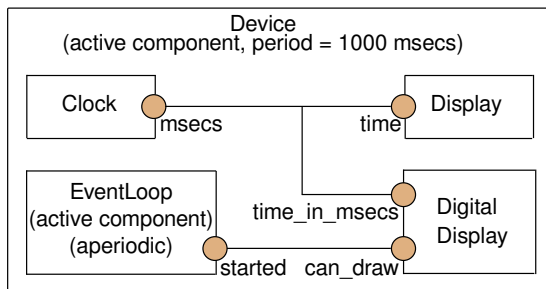 Device
(active component, period = 1000 msecs)
Clock
Display
msecs
time
EventLoop
(active component)
(aperiodic)
time_in_msecs
Digital
Display
started
can_draw